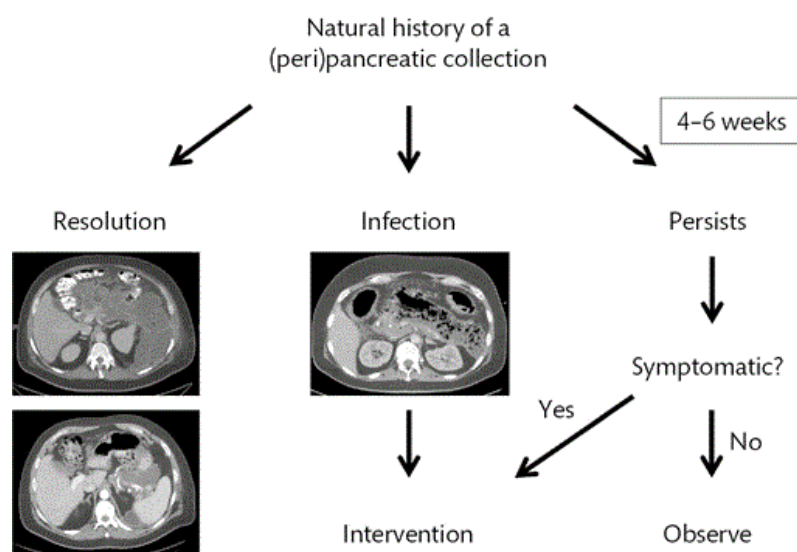 Natural history of a
(peri)pancreatic collection
4–6 weeks
Resolution
Infection
Persists
Symptomatic?
Yes
No
Intervention
Observe